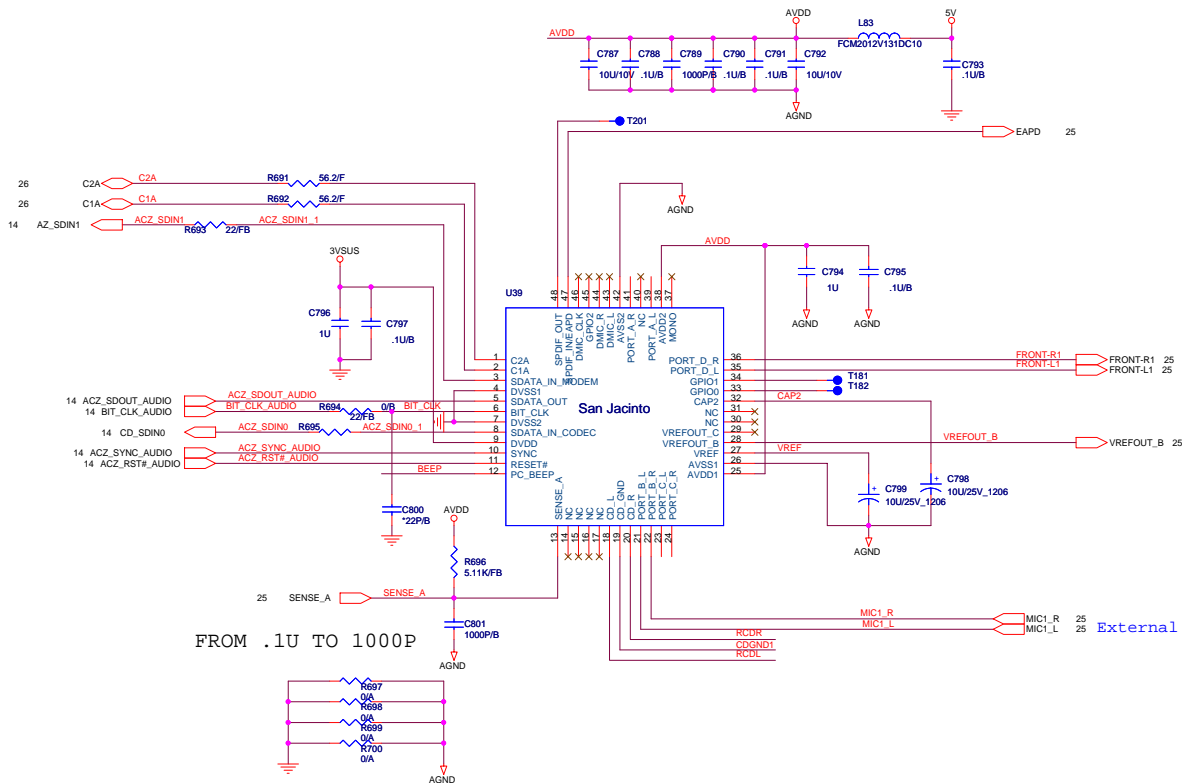 AVDD L83 5V
AVDD FCM2012V131DC10
C787 C788 C789 C790 C791 C792 C793
10U/10V .1U/B 1000P/B .1U/B .1U/B 10U/10V .1U/B
AGND
T201
EAPD 25
26 C2A C2A R691 56.2/F
26 C1A C1A R692 56.2/F
14 AZ_SDIN1 ACZ_SDIN1 R693 22/FB ACZ_SDIN1_1
AGND
AVDD
3VSUS
C794 1U
C795 .1U/B
AGND AGND
C796 1U
C797 .1U/B
U39
48 47 46 45 44 43 42 41 40 39 38 37
SPDIF_OUT
SPDIF_IN/EAPD
DMIC_CLK
GPIO2
DMIC_R
DMIC_L
AVSS2
PORT_A_R
NC
PORT_A_L
AVDD2
MONO
1 C2A
2 C1A
3 SDATA_IN_MODEM
4 DVSS1
5 SDATA_OUT
6 BIT_CLK
7 DVSS2
8 SDATA_IN_CODEC
9 DVDD
10 SYNC
11 RESET#
12 PC_BEEP
San Jacinto
PORT_D_R 36
PORT_D_L 35
GPIO1 34
GPIO0 33
CAP2 32
NC 31
NC 30
VREFOUT_C 29
VREFOUT_B 28
VREF 27
AVSS1 26
AVDD1 25
SENSE_A
NC
NC
NC
NC
CD_L
CD_GND
CD_R
PORT_B_L
PORT_B_R
PORT_C_L
PORT_C_R
13 14 15 16 17 18 19 20 21 22 23 24
FRONT-R1 FRONT-R1 25
FRONT-L1 FRONT-L1 25
T181
T182
CAP2
VREFOUT_B VREFOUT_B 25
VREF
C799 10U/25V_1206
C798 10U/25V_1206
AGND
14 ACZ_SDOUT_AUDIO ACZ_SDOUT_AUDIO
14 BIT_CLK_AUDIO BIT_CLK_AUDIO R694 0/B BIT_CLK
14 CD_SDIN0 ACZ_SDIN0 R695 22/FB ACZ_SDIN0_1
14 ACZ_SYNC_AUDIO ACZ_SYNC_AUDIO
14 ACZ_RST#_AUDIO ACZ_RST#_AUDIO
BEEP
C800 *22P/B
AVDD
R696 5.11K/FB
25 SENSE_A SENSE_A
C801 1000P/B
AGND
FROM .1U TO 1000P
MIC1_R MIC1_R 25
MIC1_L MIC1_L 25 External
RCDR
CDGND1
RCDL
R697 0/A
R698 0/A
R699 0/A
R700 0/A
AGND